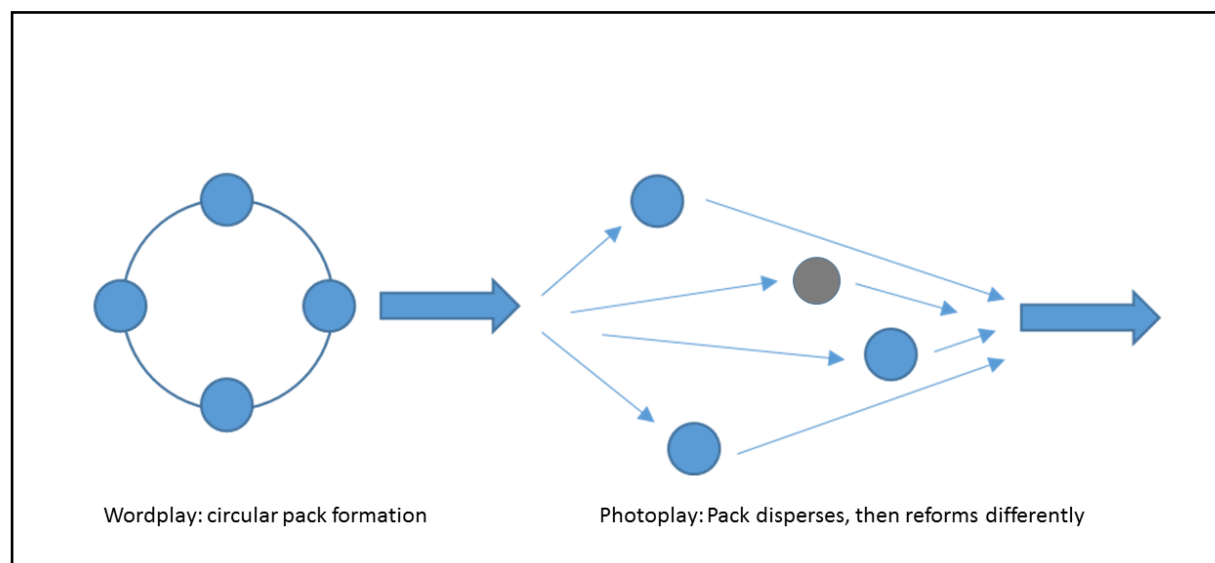 Wordplay: circular pack formation
Photoplay: Pack disperses, then reforms differently